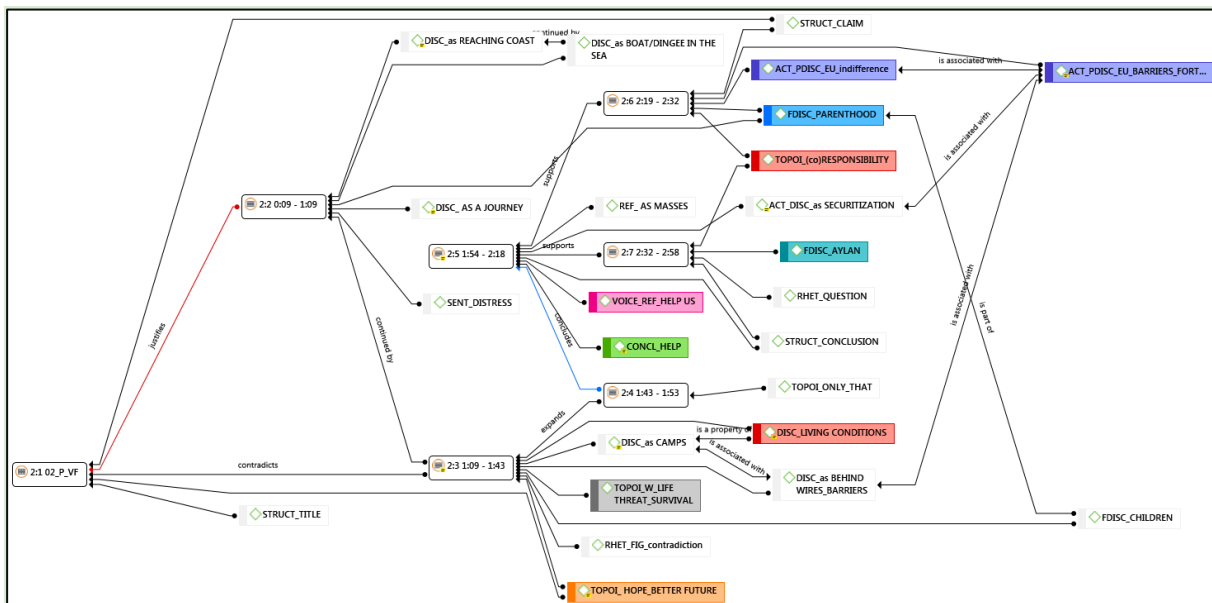 STRUCT_CLAIM
continued by
DISC_as REACHING COAST
DISC_as BOAT/DINGEE IN THE
SEA
ACT_PDISC_EU_indifference
is associated with
ACT_PDISC_EU_BARRIERS_FORT...
2:6 2:19 - 2:32
FDISC_PARENTHOOD
supports
TOPOI_(co)RESPONSIBILITY
is associated with
2:2 0:09 - 1:09
DISC_ AS A JOURNEY
REF_ AS MASSES
ACT_DISC_as SECURITIZATION
2:5 1:54 - 2:18
supports
2:7 2:32 - 2:58
FDISC_AYLAN
SENT_DISTRESS
VOICE_REF_HELP US
RHET_QUESTION
is associated with
is part of
justifies
continued by
concludes
CONCL_HELP
STRUCT_CONCLUSION
2:4 1:43 - 1:53
TOPOI_ONLY_THAT
expands
is a property of
DISC_LIVING CONDITIONS
DISC_as CAMPS
is associated with
2:1 02_P_VF
contradicts
2:3 1:09 - 1:43
DISC_as BEHIND
WIRES_BARRIERS
TOPOI_W_LIFE
THREAT_SURVIVAL
STRUCT_TITLE
FDISC_CHILDREN
RHET_FIG_contradiction
TOPOI_ HOPE_BETTER FUTURE